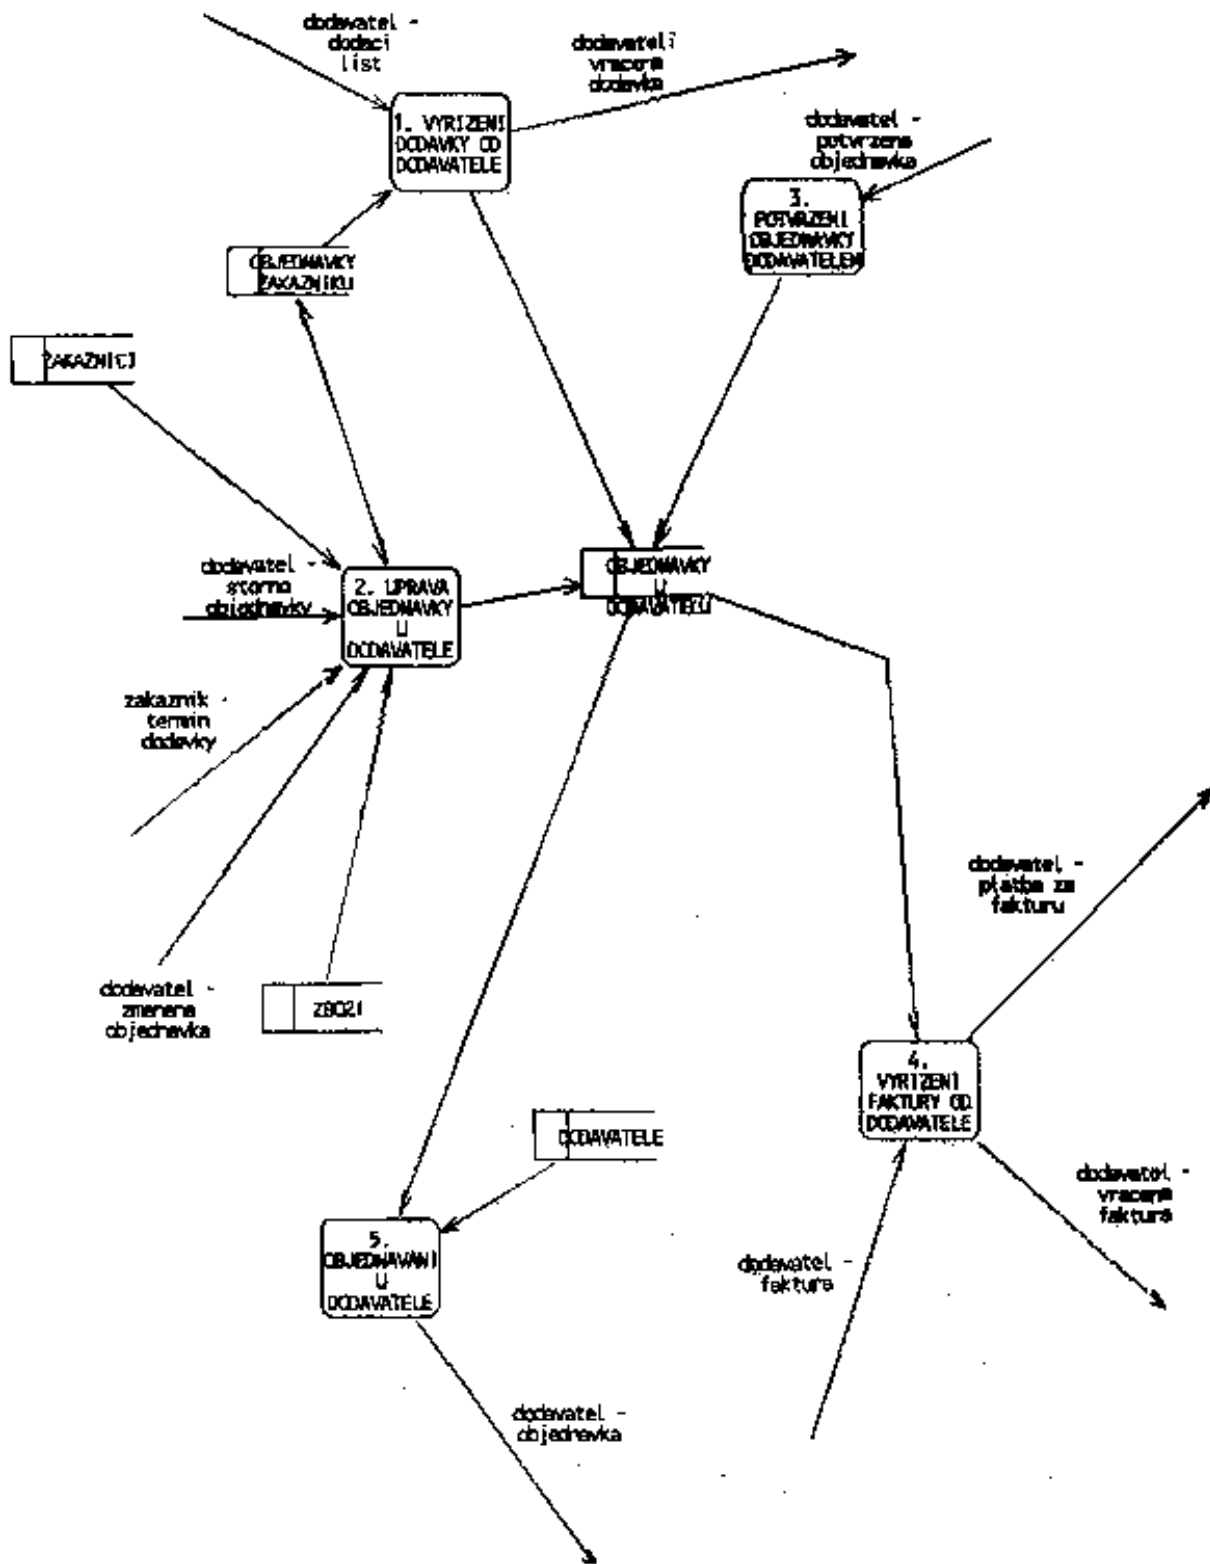 dodavatel -
dodaci
list
dodavateli
vracena
dodavka
dodavatel -
potvrzena
objednavka
1. VYRIZENI
DODAVKY OD
DODAVATELE
3.
POTVRZENI
OBJEDNAVKY
DODAVATELEM
OBJEDNAVKY
ZAKAZNIKU
ZAKAZNICI
dodavatel -
storno
objednavky
2. UPRAVA
OBJEDNAVKY
U
DODAVATELE
OBJEDNAVKY
U
DODAVATELU
zakaznik -
termin
dodavky
dodavatel -
platba za
fakturu
dodavatel -
zmenena
objednavka
ZBOZI
4.
VYRIZENI
FAKTURY OD
DODAVATELE
DODAVATELE
dodavatel -
vracena
faktura
5.
OBJEDNAVANI
U
DODAVATELE
dodavatel -
faktura
dodavatel -
objednavka